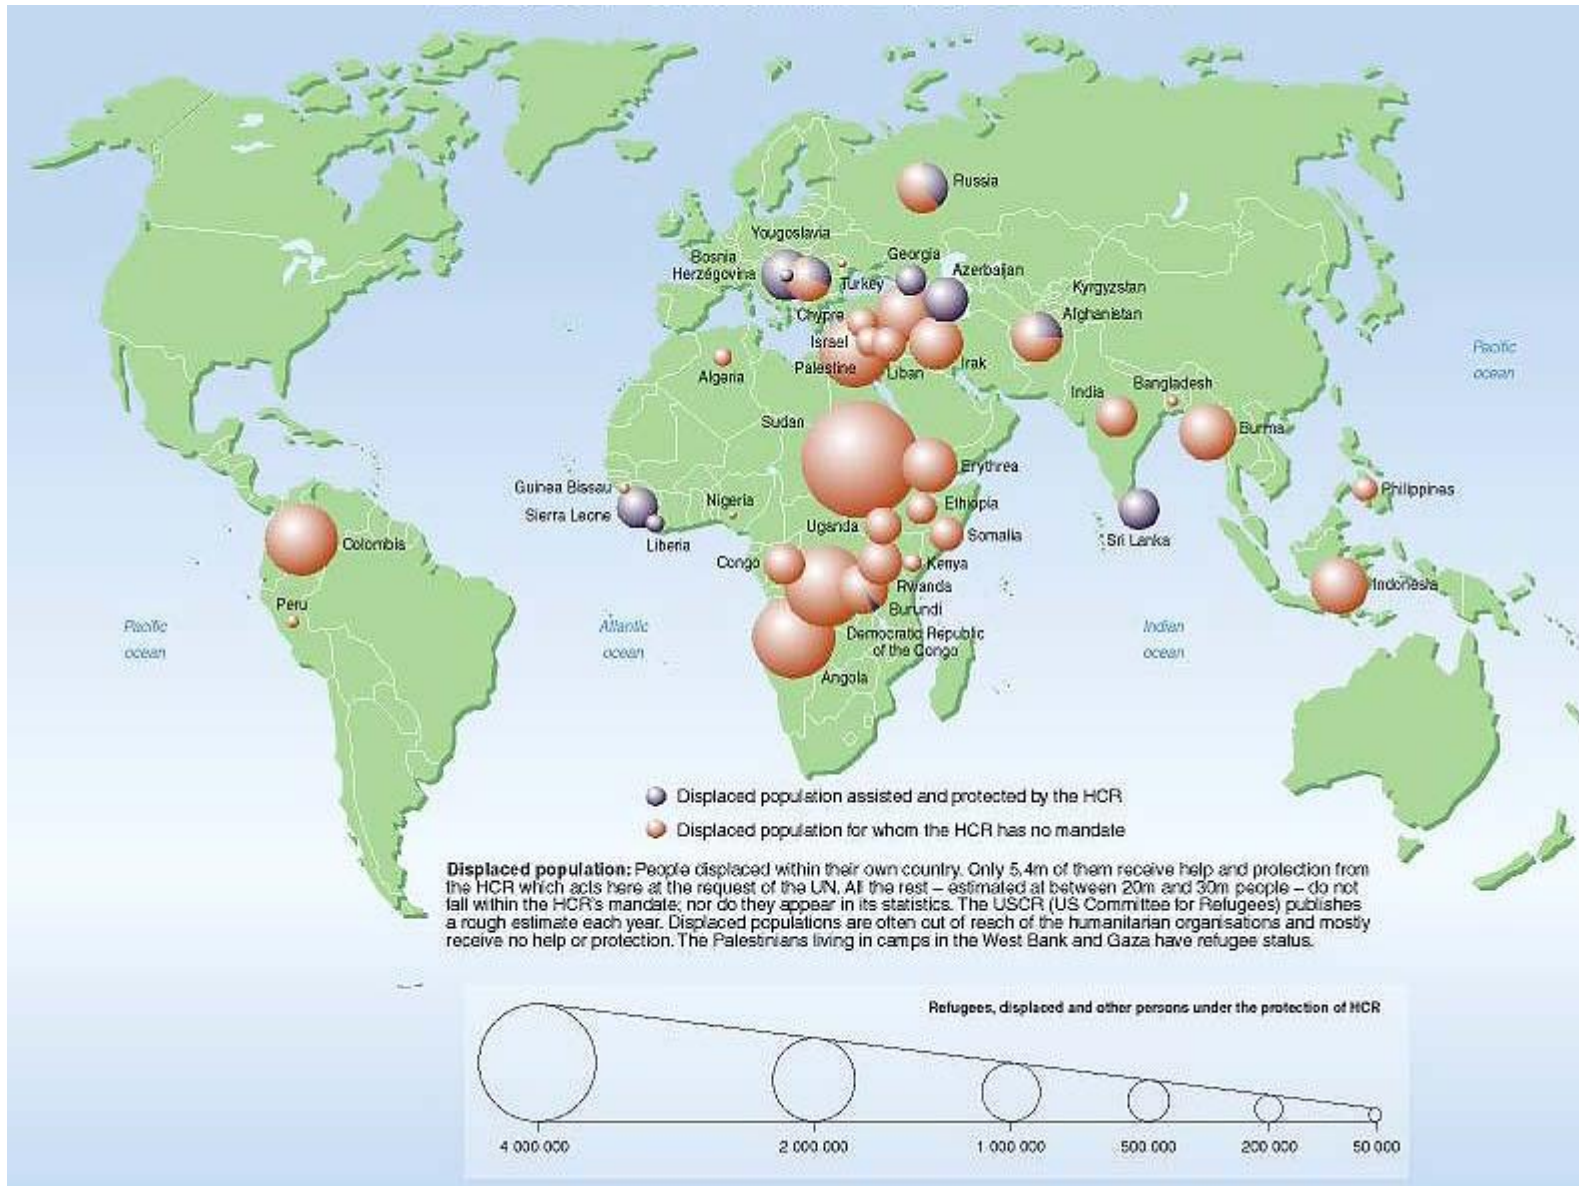 Russia
Yougoslavia
Bosnia
Herzégovina
Georgia
Azerbaijan
Turkey
Kyrgyzstan
Chypre
Afghanistan
Israel
Palestine
Liban
Irak
Algeria
India
Bangladesh
Sudan
Burma
Erythrea
Guinea Bissau
Nigeria
Ethiopia
Philippines
Sierra Leone
Uganda
Somalia
Sri Lanka
Liberia
Colombia
Congo
Kenya
Rwanda
Indonesia
Peru
Burundi
Democratic Republic
of the Congo
Angola
Pacific
ocean
Pacific
ocean
Atlantic
ocean
Indian
ocean
Displaced population assisted and protected by the HCR
Displaced population for whom the HCR has no mandate
Displaced population: People displaced within their own country. Only 5.4m of them receive help and protection from
the HCR which acts here at the request of the UN. All the rest – estimated at between 20m and 30m people – do not
fall within the HCR's mandate; nor do they appear in its statistics. The USCR (US Committee for Refugees) publishes
a rough estimate each year. Displaced populations are often out of reach of the humanitarian organisations and mostly
receive no help or protection. The Palestinians living in camps in the West Bank and Gaza have refugee status.
Refugees, displaced and other persons under the protection of HCR
4 000 000
2 000 000
1 000 000
500 000
200 000
50 000